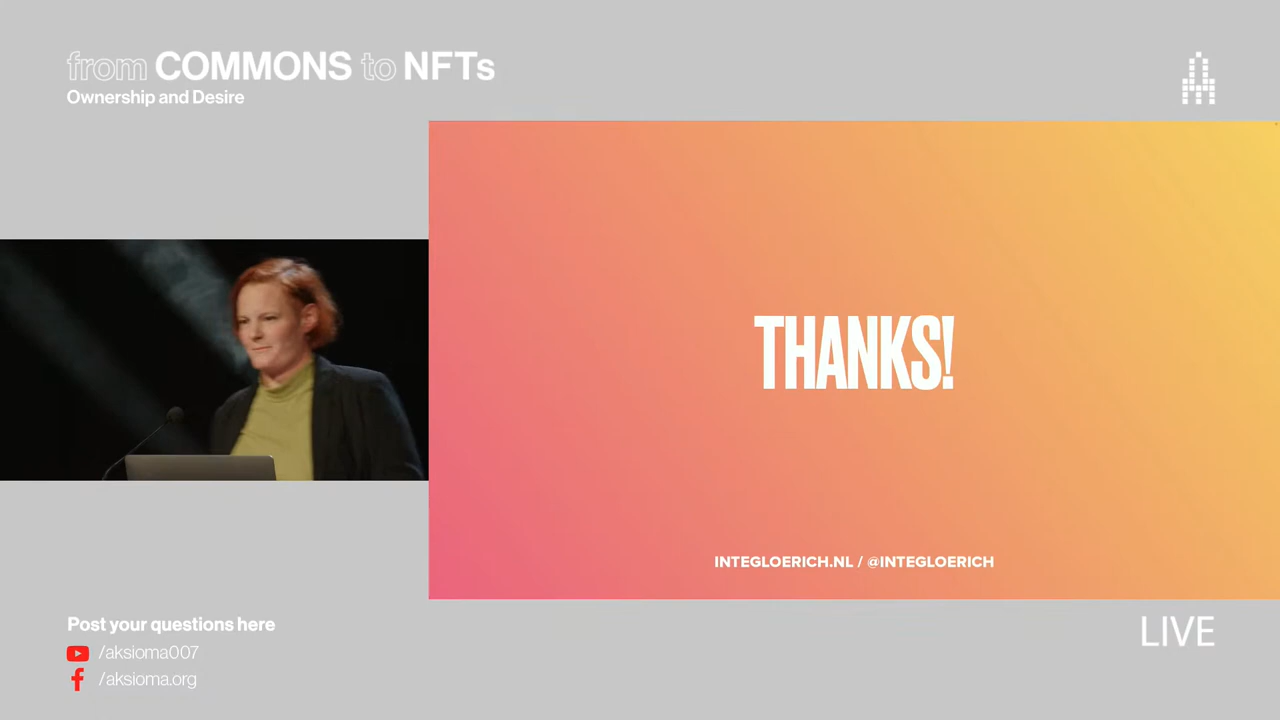 from COMMONS to NFTs
Ownership and Desire
THANKS!
INTEGLOERICH.NL / @INTEGLOERICH
Post your questions here
/aksioma007
/aksioma.org
LIVE